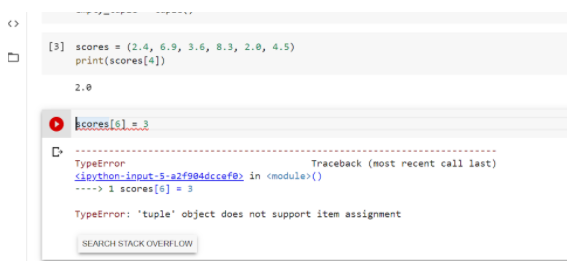 [3] scores = (2.4, 6.9, 3.6, 8.3, 2.0, 4.5)
print(scores[4])
2.0
scores[6] = 3
---------------------------------------------------------------------------
TypeError Traceback (most recent call last)
<ipython-input-5-a2f904dccef0> in <module>()
----> 1 scores[6] = 3
TypeError: 'tuple' object does not support item assignment
SEARCH STACK OVERFLOW